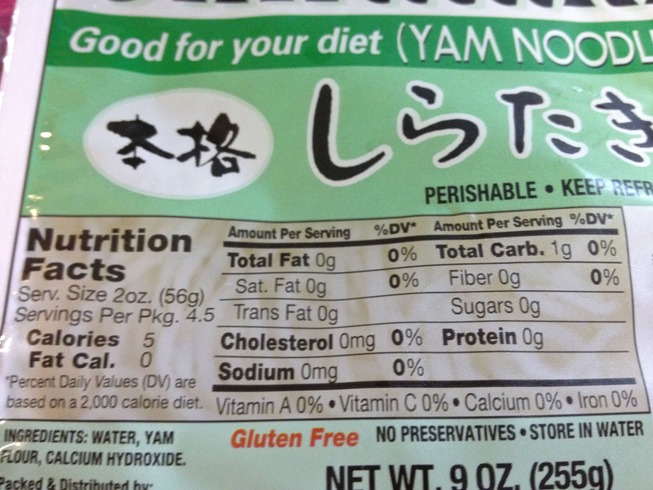 Good for your diet (YAM NOODL
本格 しらたき
PERISHABLE • KEEP REFR
Nutrition
Facts
Serv. Size 2oz. (56g)
Servings Per Pkg. 4.5
Calories 5
Fat Cal. 0
*Percent Daily Values (DV) are
based on a 2,000 calorie diet.
Amount Per Serving %DV* Amount Per Serving %DV*
Total Fat 0g 0% Total Carb. 1g 0%
Sat. Fat 0g 0% Fiber 0g 0%
Trans Fat 0g Sugars 0g
Cholesterol 0mg 0% Protein 0g
Sodium 0mg 0%
Vitamin A 0% • Vitamin C 0% • Calcium 0% • Iron 0%
INGREDIENTS: WATER, YAM
FLOUR, CALCIUM HYDROXIDE.
Gluten Free NO PRESERVATIVES • STORE IN WATER
Packed & Distributed by:
NET WT. 9 OZ. (255g)